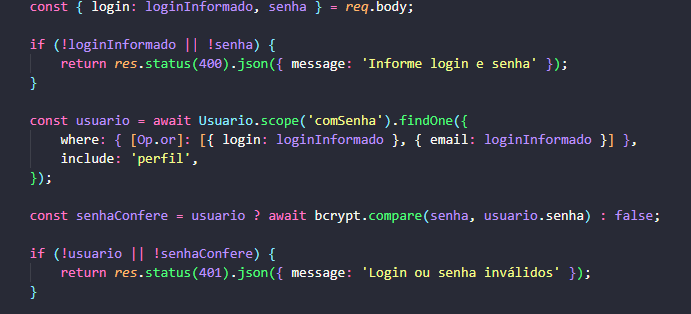 const { login: loginInformado, senha } = req.body;
if (!loginInformado || !senha) {
return res.status(400).json({ message: 'Informe login e senha' });
}
const usuario = await Usuario.scope('comSenha').findOne({
where: { [Op.or]: [{ login: loginInformado }, { email: loginInformado }] },
include: 'perfil',
});
const senhaConfere = usuario ? await bcrypt.compare(senha, usuario.senha) : false;
if (!usuario || !senhaConfere) {
return res.status(401).json({ message: 'Login ou senha inválidos' });
}